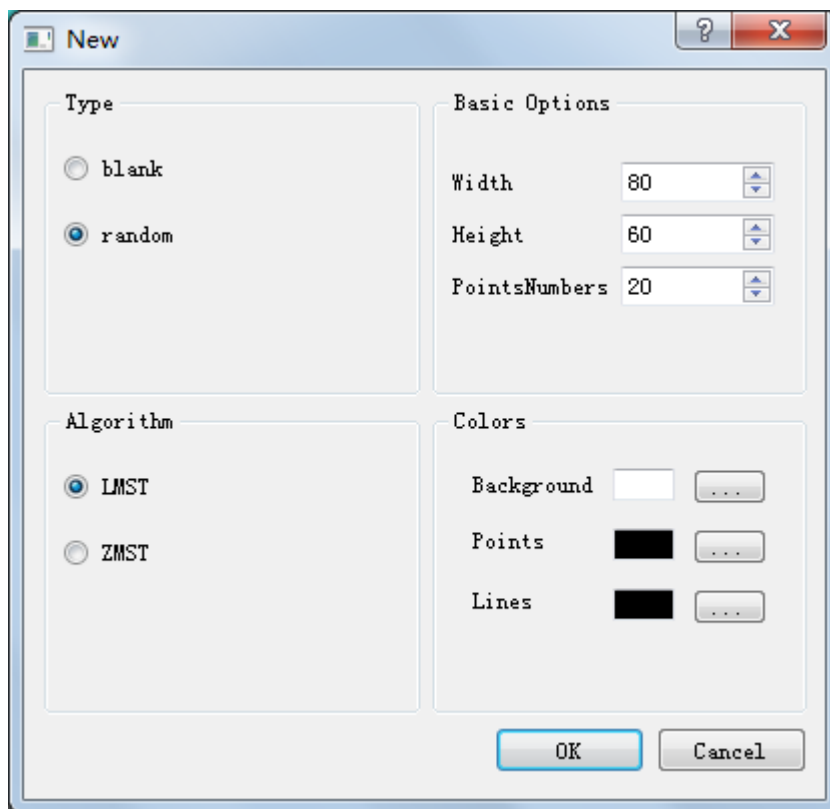 New
Type
blank
random
Basic Options
Width 80
Height 60
PointsNumbers 20
Algorithm
LMST
ZMST
Colors
Background ...
Points ...
Lines ...
OK Cancel